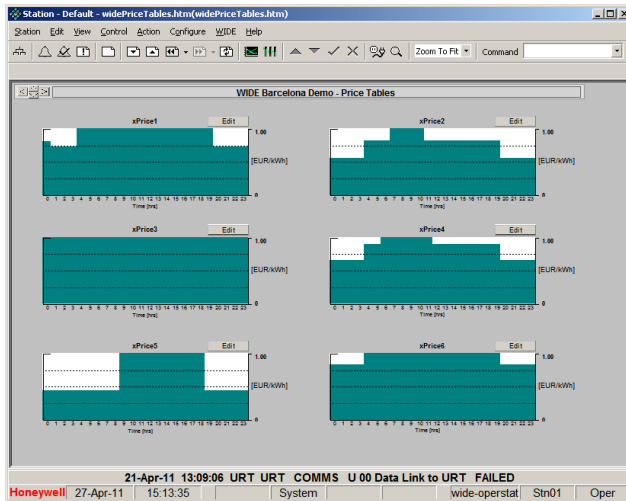 Station - Default - widePriceTables.htm(widePriceTables.htm)
Station Edit View Control Action Configure WIDE Help
Zoom To Fit Command
WIDE Barcelona Demo - Price Tables
xPrice1 Edit xPrice2 Edit
1.00 1.00
[EUR/kWh] [EUR/kWh]
0 0
0 1 2 3 4 5 6 7 8 9 10 11 12 13 14 15 16 17 18 19 20 21 22 23 0 1 2 3 4 5 6 7 8 9 10 11 12 13 14 15 16 17 18 19 20 21 22 23
Time [hrs] Time [hrs]
xPrice3 Edit xPrice4 Edit
1.00 1.00
[EUR/kWh] [EUR/kWh]
0 0
0 1 2 3 4 5 6 7 8 9 10 11 12 13 14 15 16 17 18 19 20 21 22 23 0 1 2 3 4 5 6 7 8 9 10 11 12 13 14 15 16 17 18 19 20 21 22 23
Time [hrs] Time [hrs]
xPrice5 Edit xPrice6 Edit
1.00 1.00
[EUR/kWh] [EUR/kWh]
0 0
0 1 2 3 4 5 6 7 8 9 10 11 12 13 14 15 16 17 18 19 20 21 22 23 0 1 2 3 4 5 6 7 8 9 10 11 12 13 14 15 16 17 18 19 20 21 22 23
Time [hrs] Time [hrs]
21-Apr-11 13:09:06 URT URT COMMS U 00 Data Link to URT FAILED
Honeywell 27-Apr-11 15:13:35 System wide-operstat Stn01 Oper